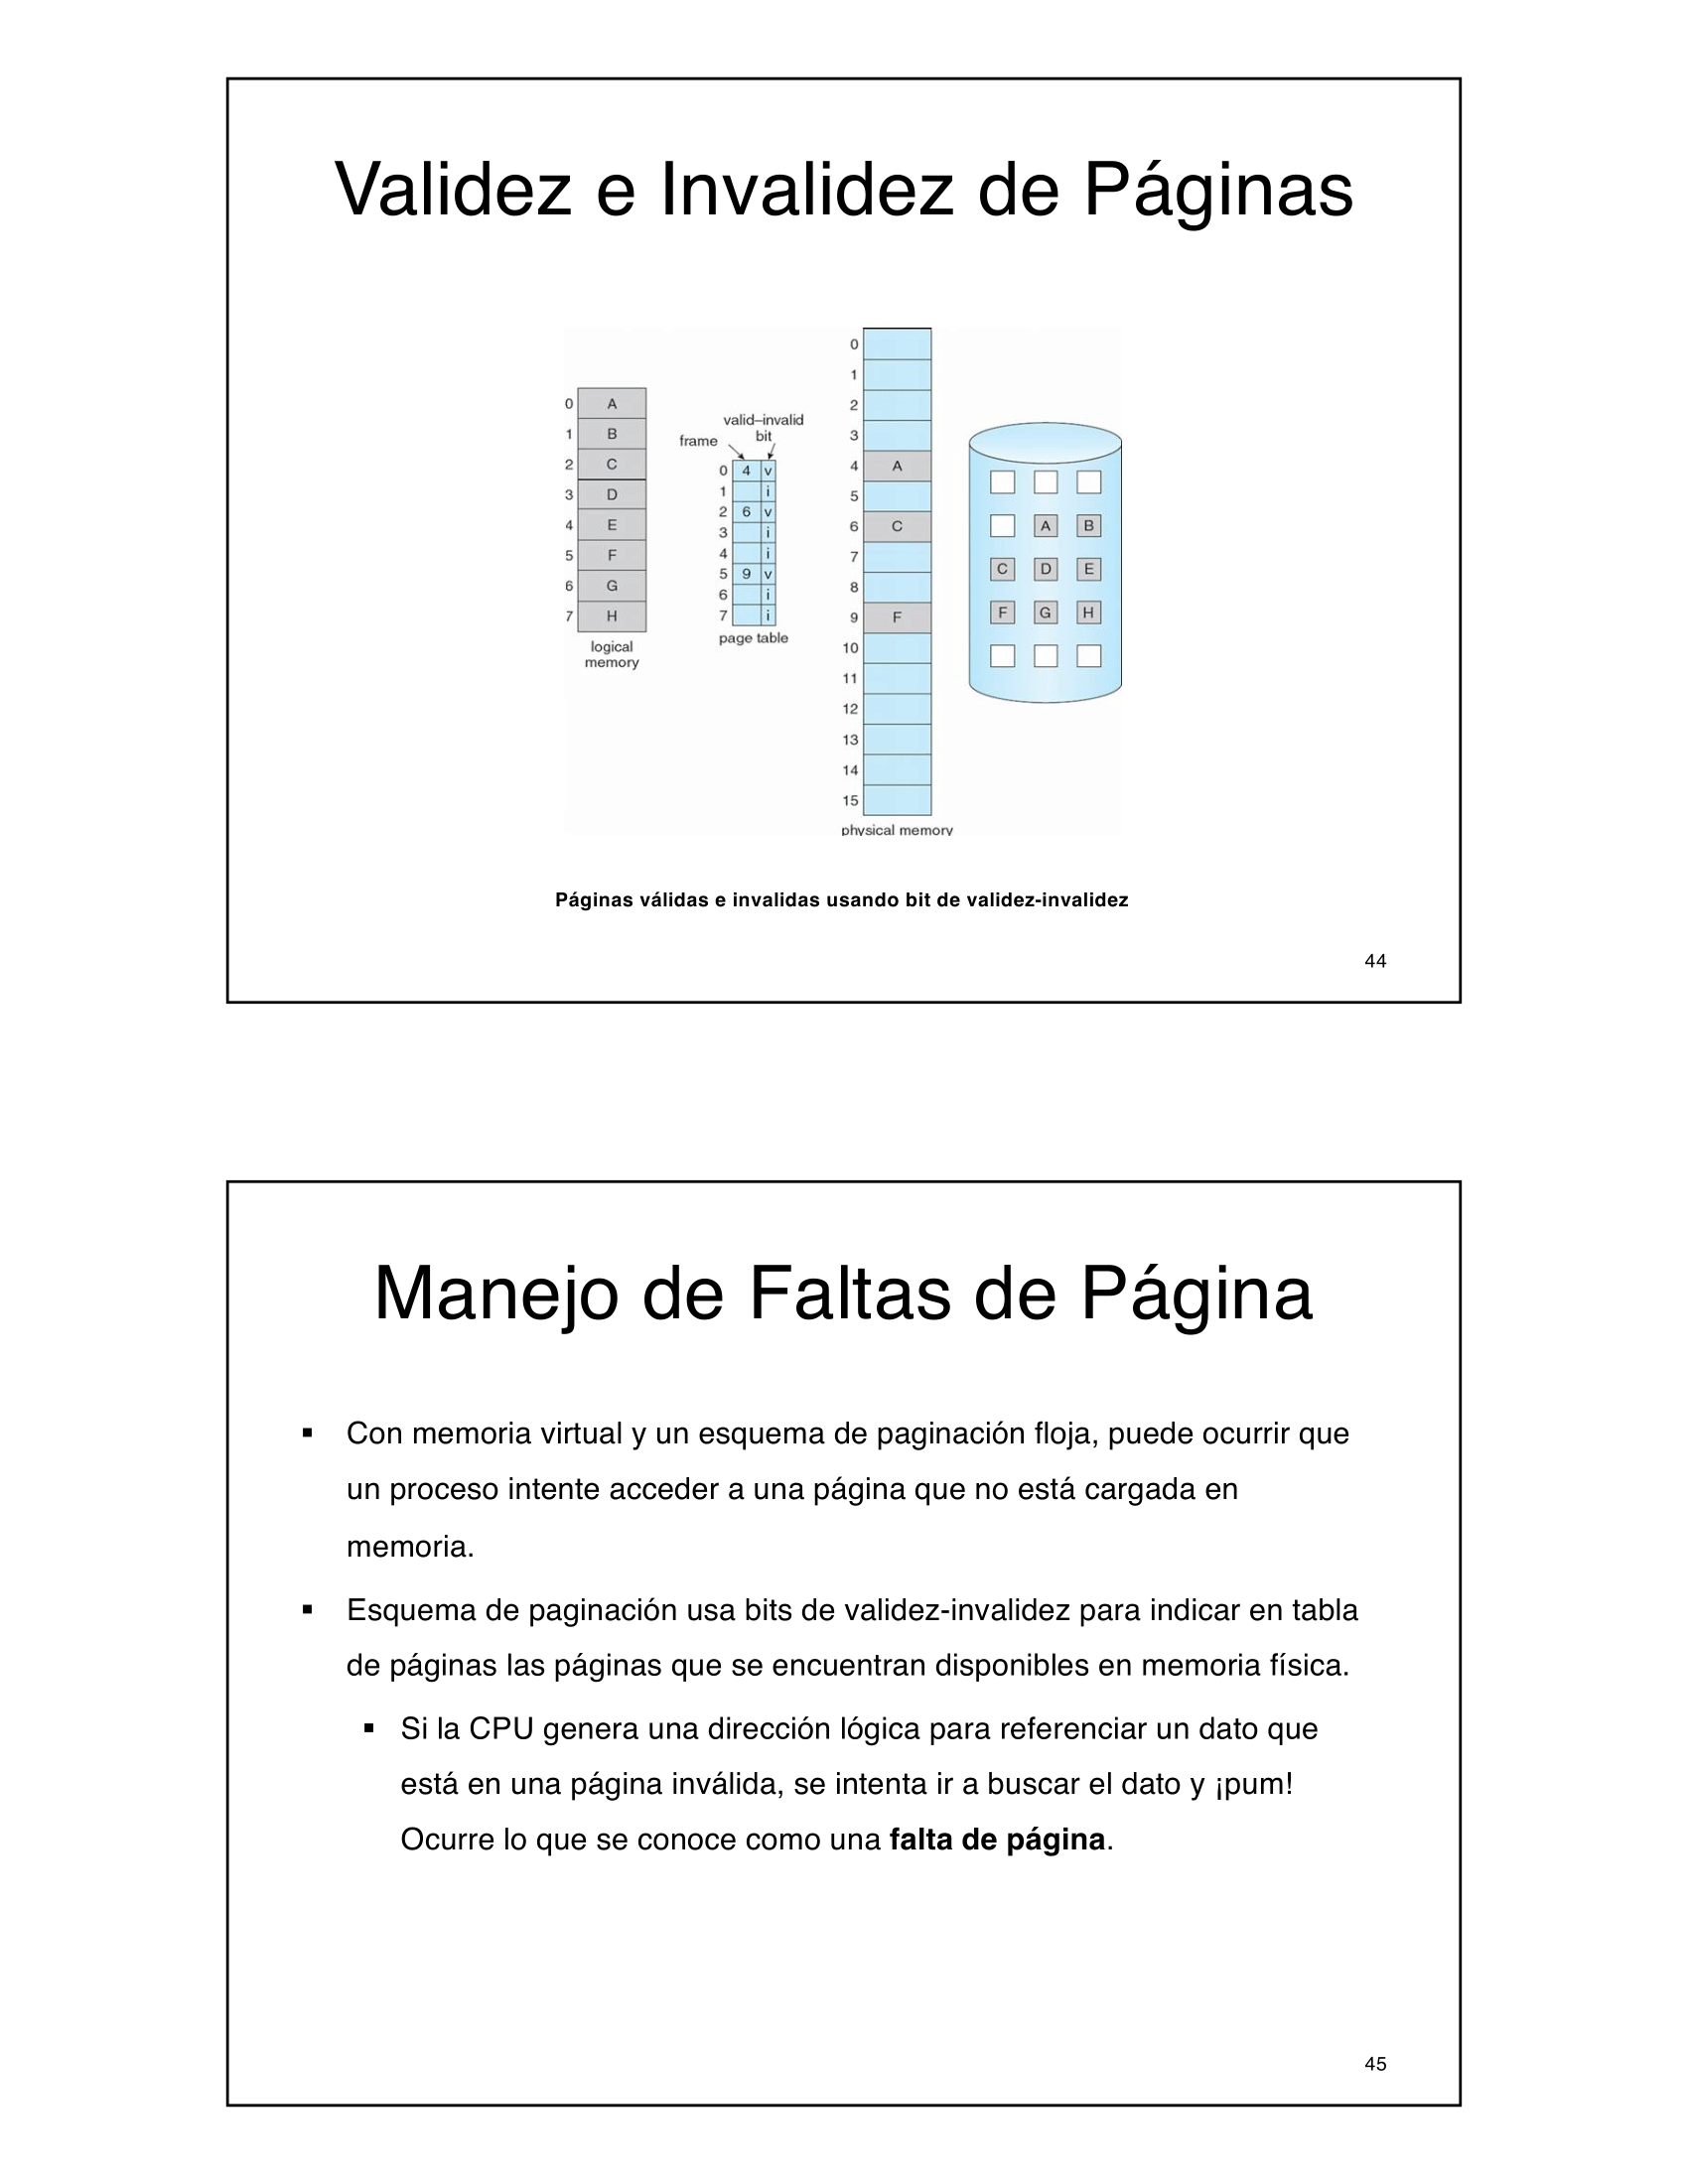 Validez e Invalidez de Páginas
0 A
1 B
2 C
3 D
4 E
5 F
6 G
7 H
logical
memory
valid–invalid
bit
frame
0 4 v
1 i
2 6 v
3 i
4 i
5 9 v
6 i
7 i
page table
0
1
2
3
4 A
5
6 C
7
8
9 F
10
11
12
13
14
15
physical memory
A B
C D E
F G H
Páginas válidas e invalidas usando bit de validez-invalidez
44
Manejo de Faltas de Página
▪ Con memoria virtual y un esquema de paginación floja, puede ocurrir que
un proceso intente acceder a una página que no está cargada en
memoria.
▪ Esquema de paginación usa bits de validez-invalidez para indicar en tabla
de páginas las páginas que se encuentran disponibles en memoria física.
▪ Si la CPU genera una dirección lógica para referenciar un dato que
está en una página inválida, se intenta ir a buscar el dato y ¡pum!
Ocurre lo que se conoce como una falta de página.
45